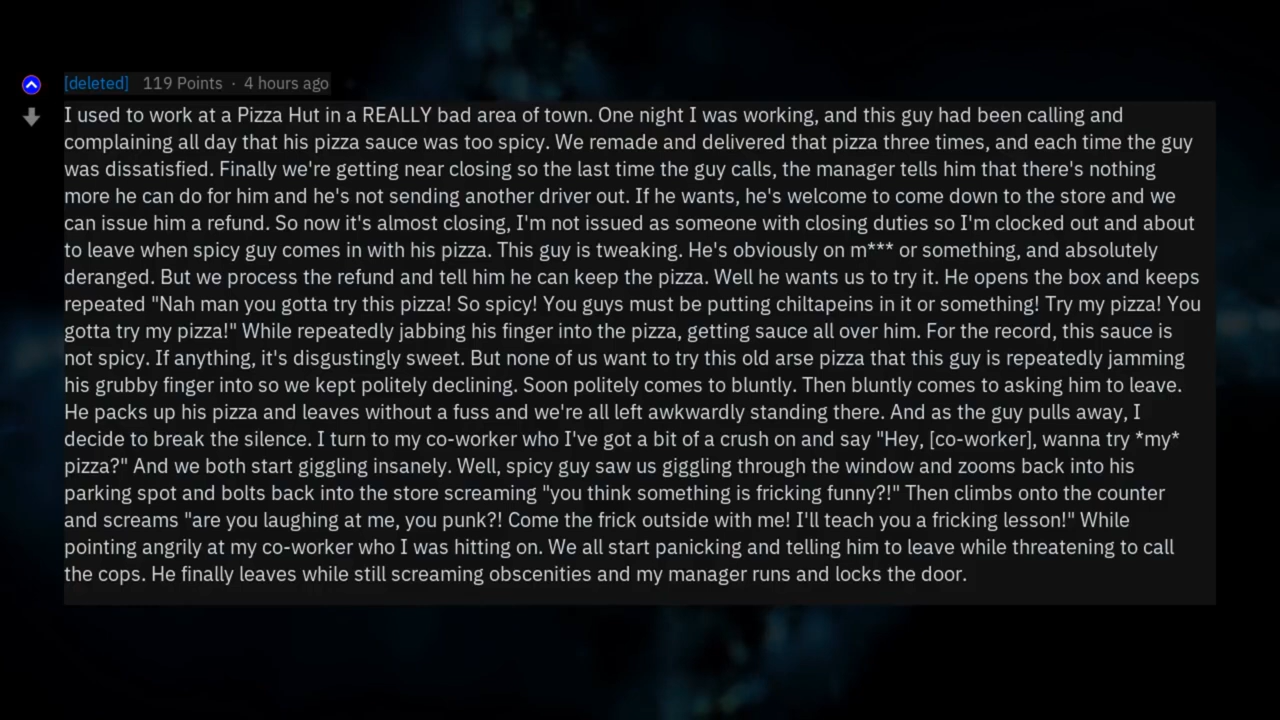 [deleted] 119 Points · 4 hours ago
I used to work at a Pizza Hut in a REALLY bad area of town. One night I was working, and this guy had been calling and
complaining all day that his pizza sauce was too spicy. We remade and delivered that pizza three times, and each time the guy
was dissatisfied. Finally we're getting near closing so the last time the guy calls, the manager tells him that there's nothing
more he can do for him and he's not sending another driver out. If he wants, he's welcome to come down to the store and we
can issue him a refund. So now it's almost closing, I'm not issued as someone with closing duties so I'm clocked out and about
to leave when spicy guy comes in with his pizza. This guy is tweaking. He's obviously on m*** or something, and absolutely
deranged. But we process the refund and tell him he can keep the pizza. Well he wants us to try it. He opens the box and keeps
repeated "Nah man you gotta try this pizza! So spicy! You guys must be putting chiltapeins in it or something! Try my pizza! You
gotta try my pizza!" While repeatedly jabbing his finger into the pizza, getting sauce all over him. For the record, this sauce is
not spicy. If anything, it's disgustingly sweet. But none of us want to try this old arse pizza that this guy is repeatedly jamming
his grubby finger into so we kept politely declining. Soon politely comes to bluntly. Then bluntly comes to asking him to leave.
He packs up his pizza and leaves without a fuss and we're all left awkwardly standing there. And as the guy pulls away, I
decide to break the silence. I turn to my co-worker who I've got a bit of a crush on and say "Hey, [co-worker], wanna try *my*
pizza?" And we both start giggling insanely. Well, spicy guy saw us giggling through the window and zooms back into his
parking spot and bolts back into the store screaming "you think something is fricking funny?!" Then climbs onto the counter
and screams "are you laughing at me, you punk?! Come the frick outside with me! I'll teach you a fricking lesson!" While
pointing angrily at my co-worker who I was hitting on. We all start panicking and telling him to leave while threatening to call
the cops. He finally leaves while still screaming obscenities and my manager runs and locks the door.